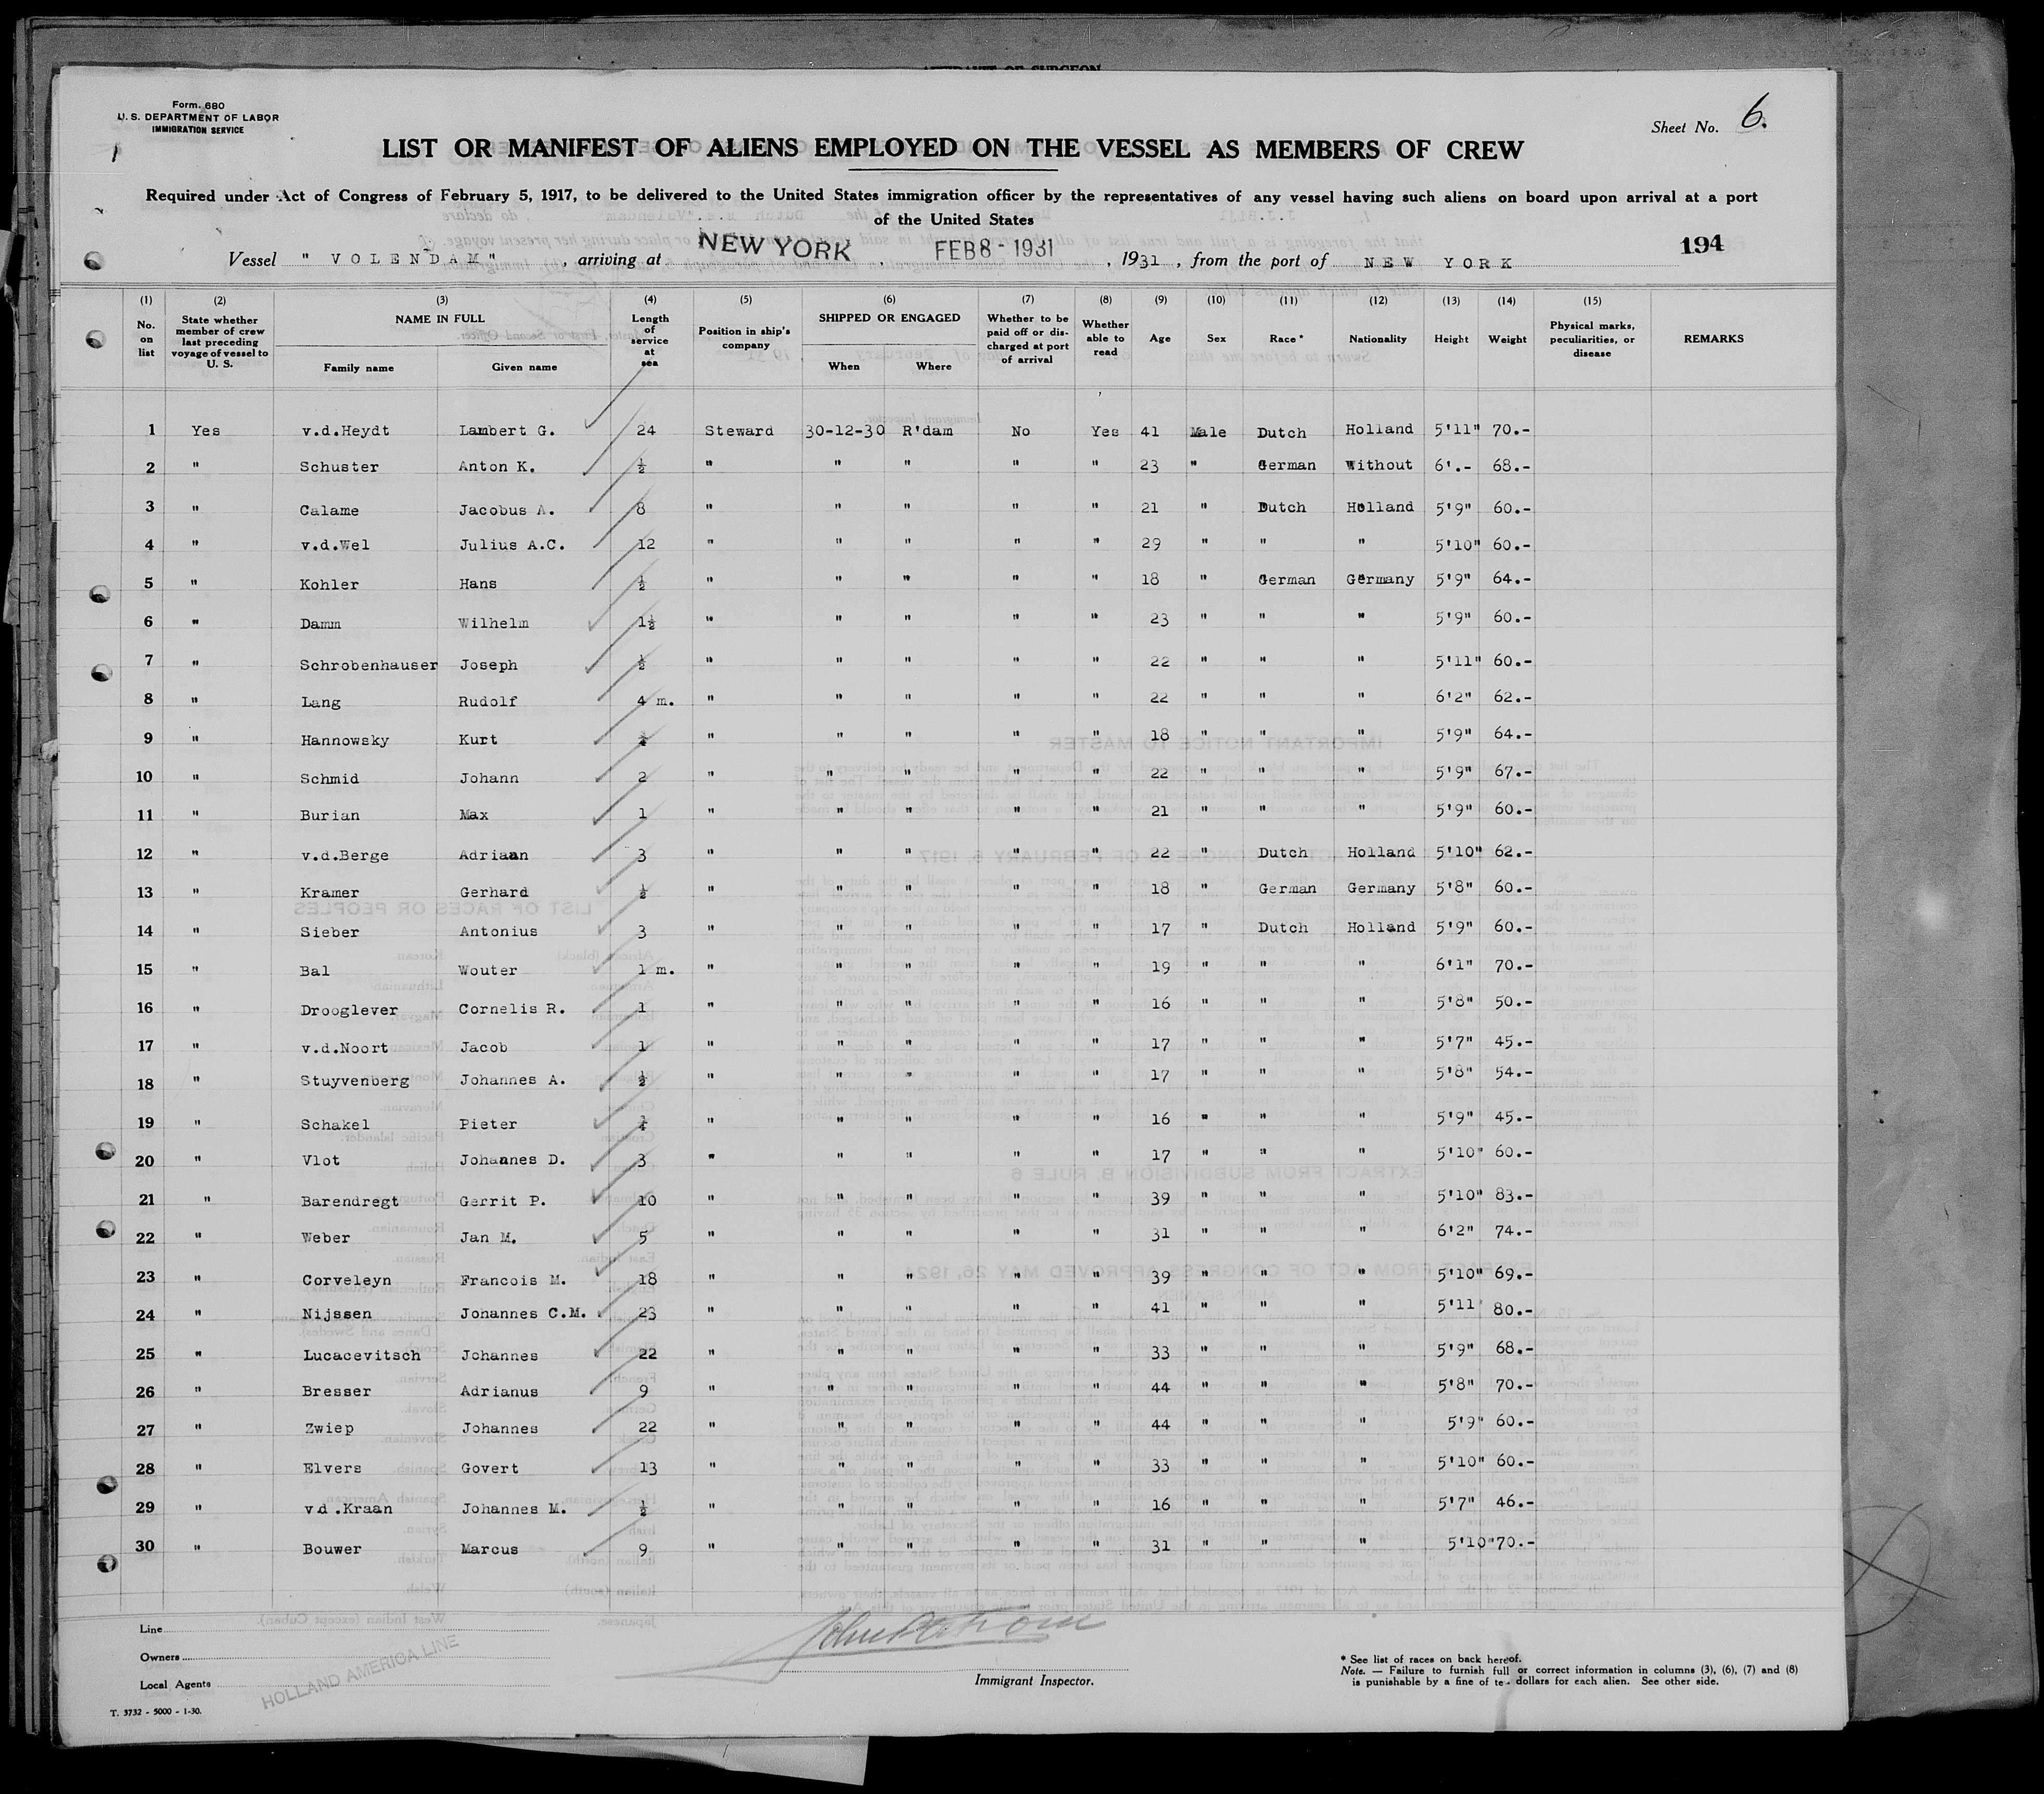 AFFIDAVIT OF SURGEON
Form. 680
U. S. DEPARTMENT OF LABOR
IMMIGRATION SERVICE
Sheet No. 6.
LIST OR MANIFEST OF ALIENS EMPLOYED ON THE VESSEL AS MEMBERS OF CREW
Required under Act of Congress of February 5, 1917, to be delivered to the United States immigration officer by the representatives of any vessel having such aliens on board upon arrival at a port
of the United States
Vessel "VOLENDAM", arriving at NEW YORK, FEB 8 - 1931, 1931, from the port of NEW YORK
194
(1) No. on list (2) State whether member of crew last preceding voyage of vessel to U. S. (3) NAME IN FULL Family name Given name (4) Length of service at sea (5) Position in ship's company (6) SHIPPED OR ENGAGED When Where (7) Whether to be paid off or discharged at port of arrival (8) Whether able to read (9) Age (10) Sex (11) Race* (12) Nationality (13) Height (14) Weight (15) Physical marks, peculiarities, or disease REMARKS
1 Yes v.d.Heydt Lambert G. 24 Steward 30-12-30 R'dam No Yes 41 Male Dutch Holland 5'11" 70.-
2 " Schuster Anton K. ½ " " " " " 23 " German Without 6'.- 68.-
3 " Calame Jacobus A. 8 " " " " " 21 " Dutch Holland 5'9" 60.-
4 " v.d.Wel Julius A.C. 12 " " " " " 29 " " " 5'10" 60.-
5 " Kohler Hans ½ " " " " " 18 " German Germany 5'9" 64.-
6 " Damm Wilhelm 1½ " " " " " 23 " " " 5'9" 60.-
7 " Schrobenhauser Joseph ½ " " " " " 22 " " " 5'11" 60.-
8 " Lang Rudolf 4 m. " " " " " 22 " " " 6'2" 62.-
9 " Hannowsky Kurt " " " " " 18 " " " 5'9" 64.-
10 " Schmid Johann 2 " " " " " 22 " " " 5'9" 67.-
11 " Burian Max 1 " " " " " 21 " " " 5'9" 60.-
12 " v.d.Berge Adriaan 3 " " " " " 22 " Dutch Holland 5'10" 62.-
13 " Kramer Gerhard ½ " " " " " 18 " German Germany 5'8" 60.-
14 " Sieber Antonius 3 " " " " " 17 " Dutch Holland 5'9" 60.-
15 " Bal Wouter 1 m. " " " " " 19 " " " 6'1" 70.-
16 " Drooglever Cornelis R. 1 " " " " " 16 " " " 5'8" 50.-
17 " v.d.Noort Jacob 1 " " " " " 17 " " " 5'7" 45.-
18 " Stuyvenberg Johannes A. ½ " " " " " 17 " " " 5'8" 54.-
19 " Schakel Pieter ¼ " " " " " 16 " " " 5'9" 45.-
20 " Vlot Johannes D. 3 " " " " " 17 " " " 5'10" 60.-
21 " Barendregt Gerrit P. 10 " " " " " 39 " " " 5'10" 83.-
22 " Weber Jan M. 5 " " " " " 31 " " " 6'2" 74.-
23 " Corveleyn Francois M. 18 " " " " " 39 " " " 5'10" 69.-
24 " Nijssen Johannes C.M. 23 " " " " " 41 " " " 5'11 80.-
25 " Lucacevitsch Johannes 22 " " " " " 33 " " " 5'9" 68.-
26 " Bresser Adrianus 9 " " " " " 44 " " " 5'8" 70.-
27 " Zwiep Johannes 22 " " " " " 44 " " " 5'9" 60.-
28 " Elvers Govert 13 " " " " " 33 " " " 5'10" 60.-
29 " v.d.Kraan Johannes M. ½ " " " " " 16 " " " 5'7" 46.-
30 " Bouwer Marcus 9 " " " " " 31 " " " 5'10" 70.-
Line
Owners
Local Agents
HOLLAND AMERICA LINE
T. 3732 - 5000 - 1-30.
Immigrant Inspector.
* See list of races on back hereof.
Note. — Failure to furnish full or correct information in columns (3), (6), (7) and (8)
is punishable by a fine of ten dollars for each alien. See other side.